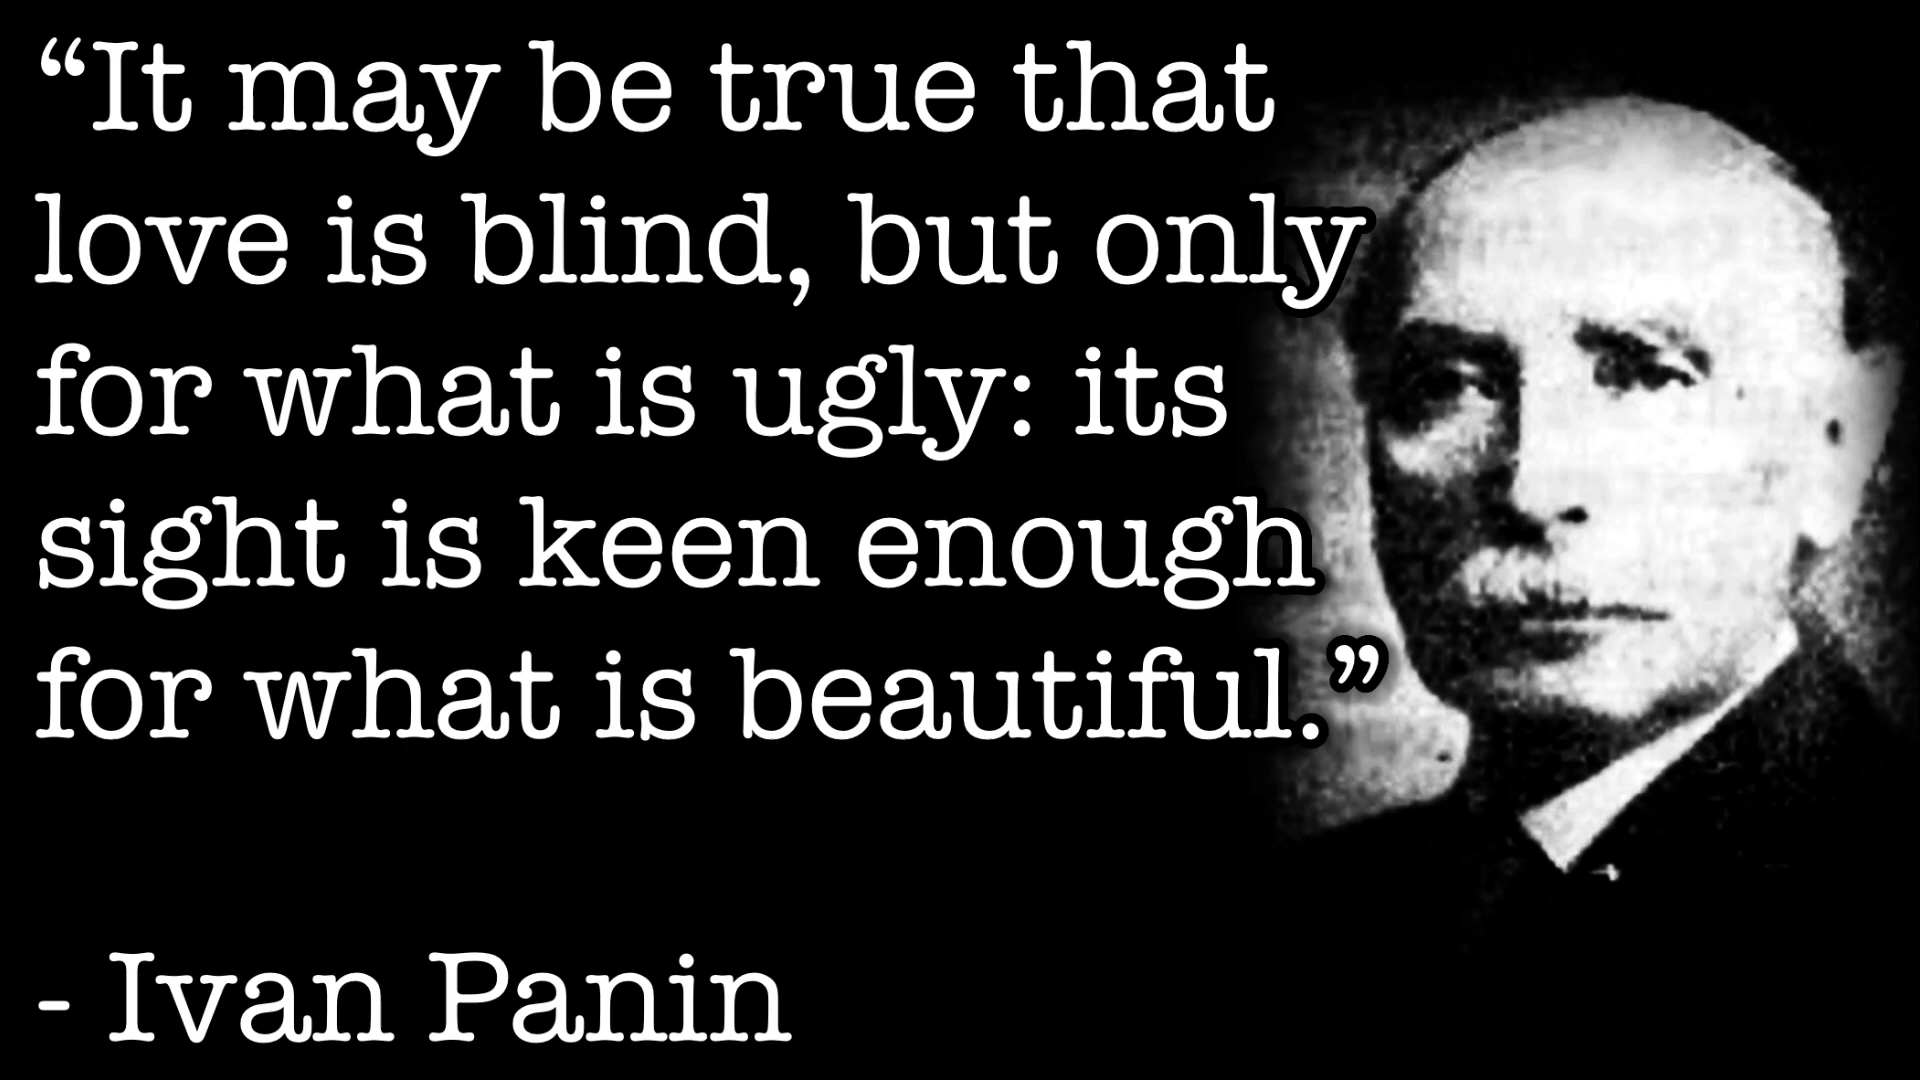 “It may be true that
love is blind, but only
for what is ugly: its
sight is keen enough
for what is beautiful.”
- Ivan Panin